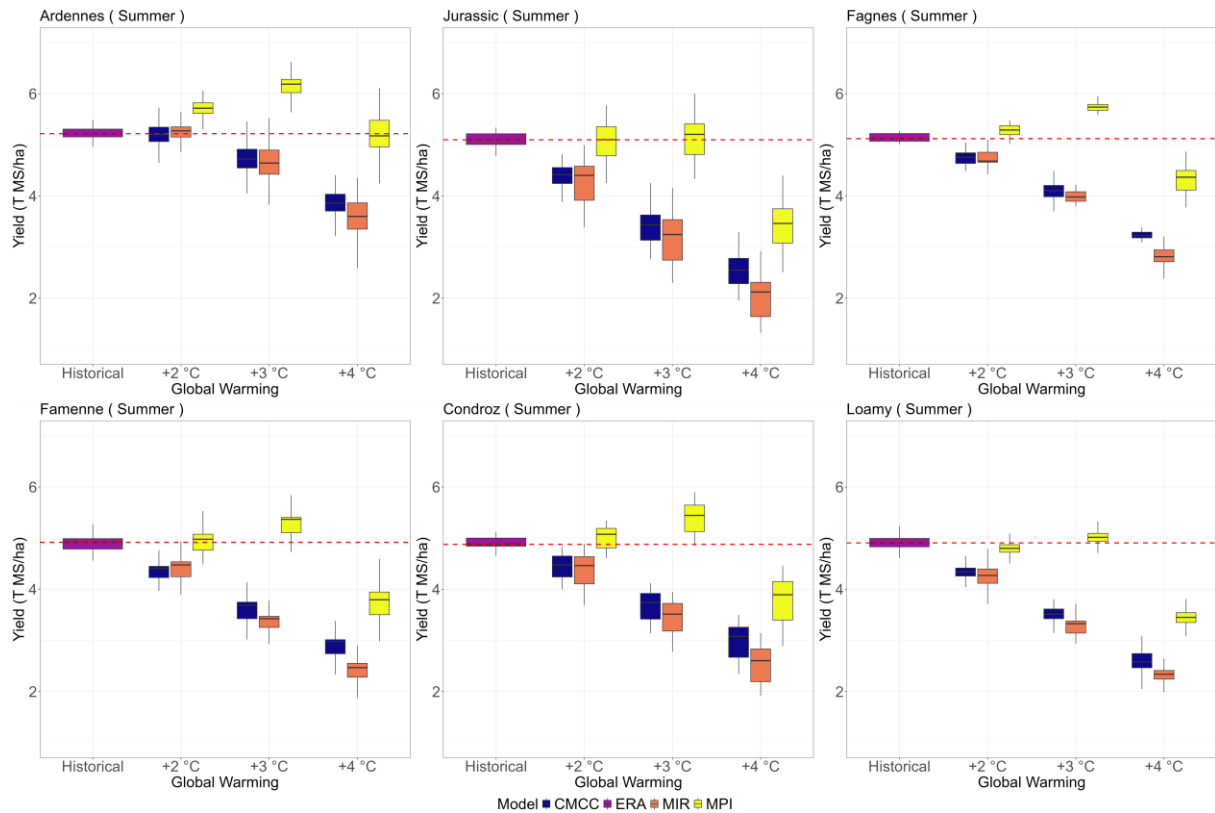 Ardennes ( Summer )
Jurassic ( Summer )
Fagnes ( Summer )
Yield (T MS/ha)
6
4
2
Yield (T MS/ha)
6
4
2
Yield (T MS/ha)
6
4
2
Historical +2 °C +3 °C +4 °C
Global Warming
Historical +2 °C +3 °C +4 °C
Global Warming
Historical +2 °C +3 °C +4 °C
Global Warming
Famenne ( Summer )
Condroz ( Summer )
Loamy ( Summer )
Yield (T MS/ha)
6
4
2
Yield (T MS/ha)
6
4
2
Yield (T MS/ha)
6
4
2
Historical +2 °C +3 °C +4 °C
Global Warming
Historical +2 °C +3 °C +4 °C
Global Warming
Historical +2 °C +3 °C +4 °C
Global Warming
Model CMCC ERA MIR MPI